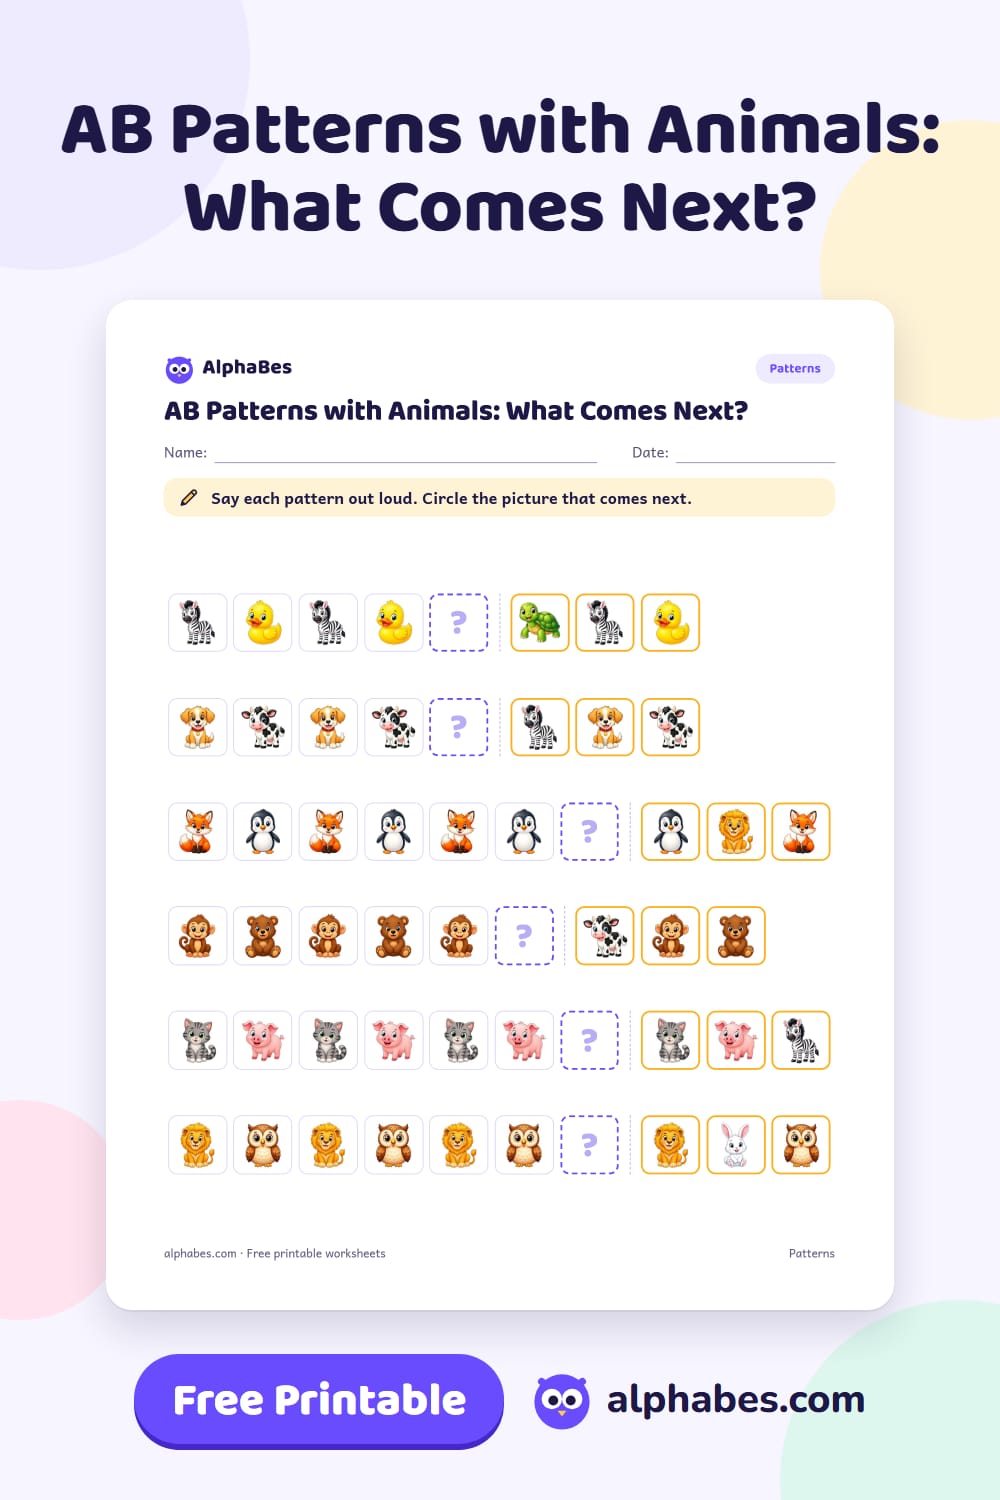 AB Patterns with Animals:
What Comes Next?
AlphaBes
Patterns
AB Patterns with Animals: What Comes Next?
Name:
Date:
Say each pattern out loud. Circle the picture that comes next.
?
?
?
?
?
?
alphabes.com · Free printable worksheets
Patterns
Free Printable
alphabes.com